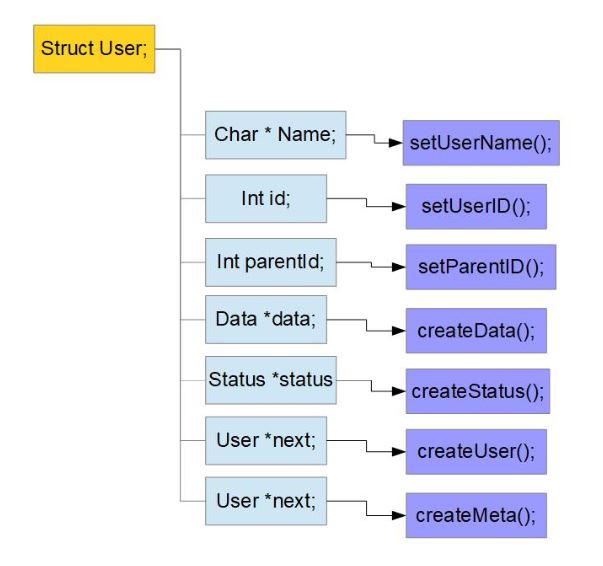 Struct User;
Char * Name;
setUserName();
Int id;
setUserID();
Int parentId;
setParentID();
Data *data;
createData();
Status *status
createStatus();
User *next;
createUser();
User *next;
createMeta();